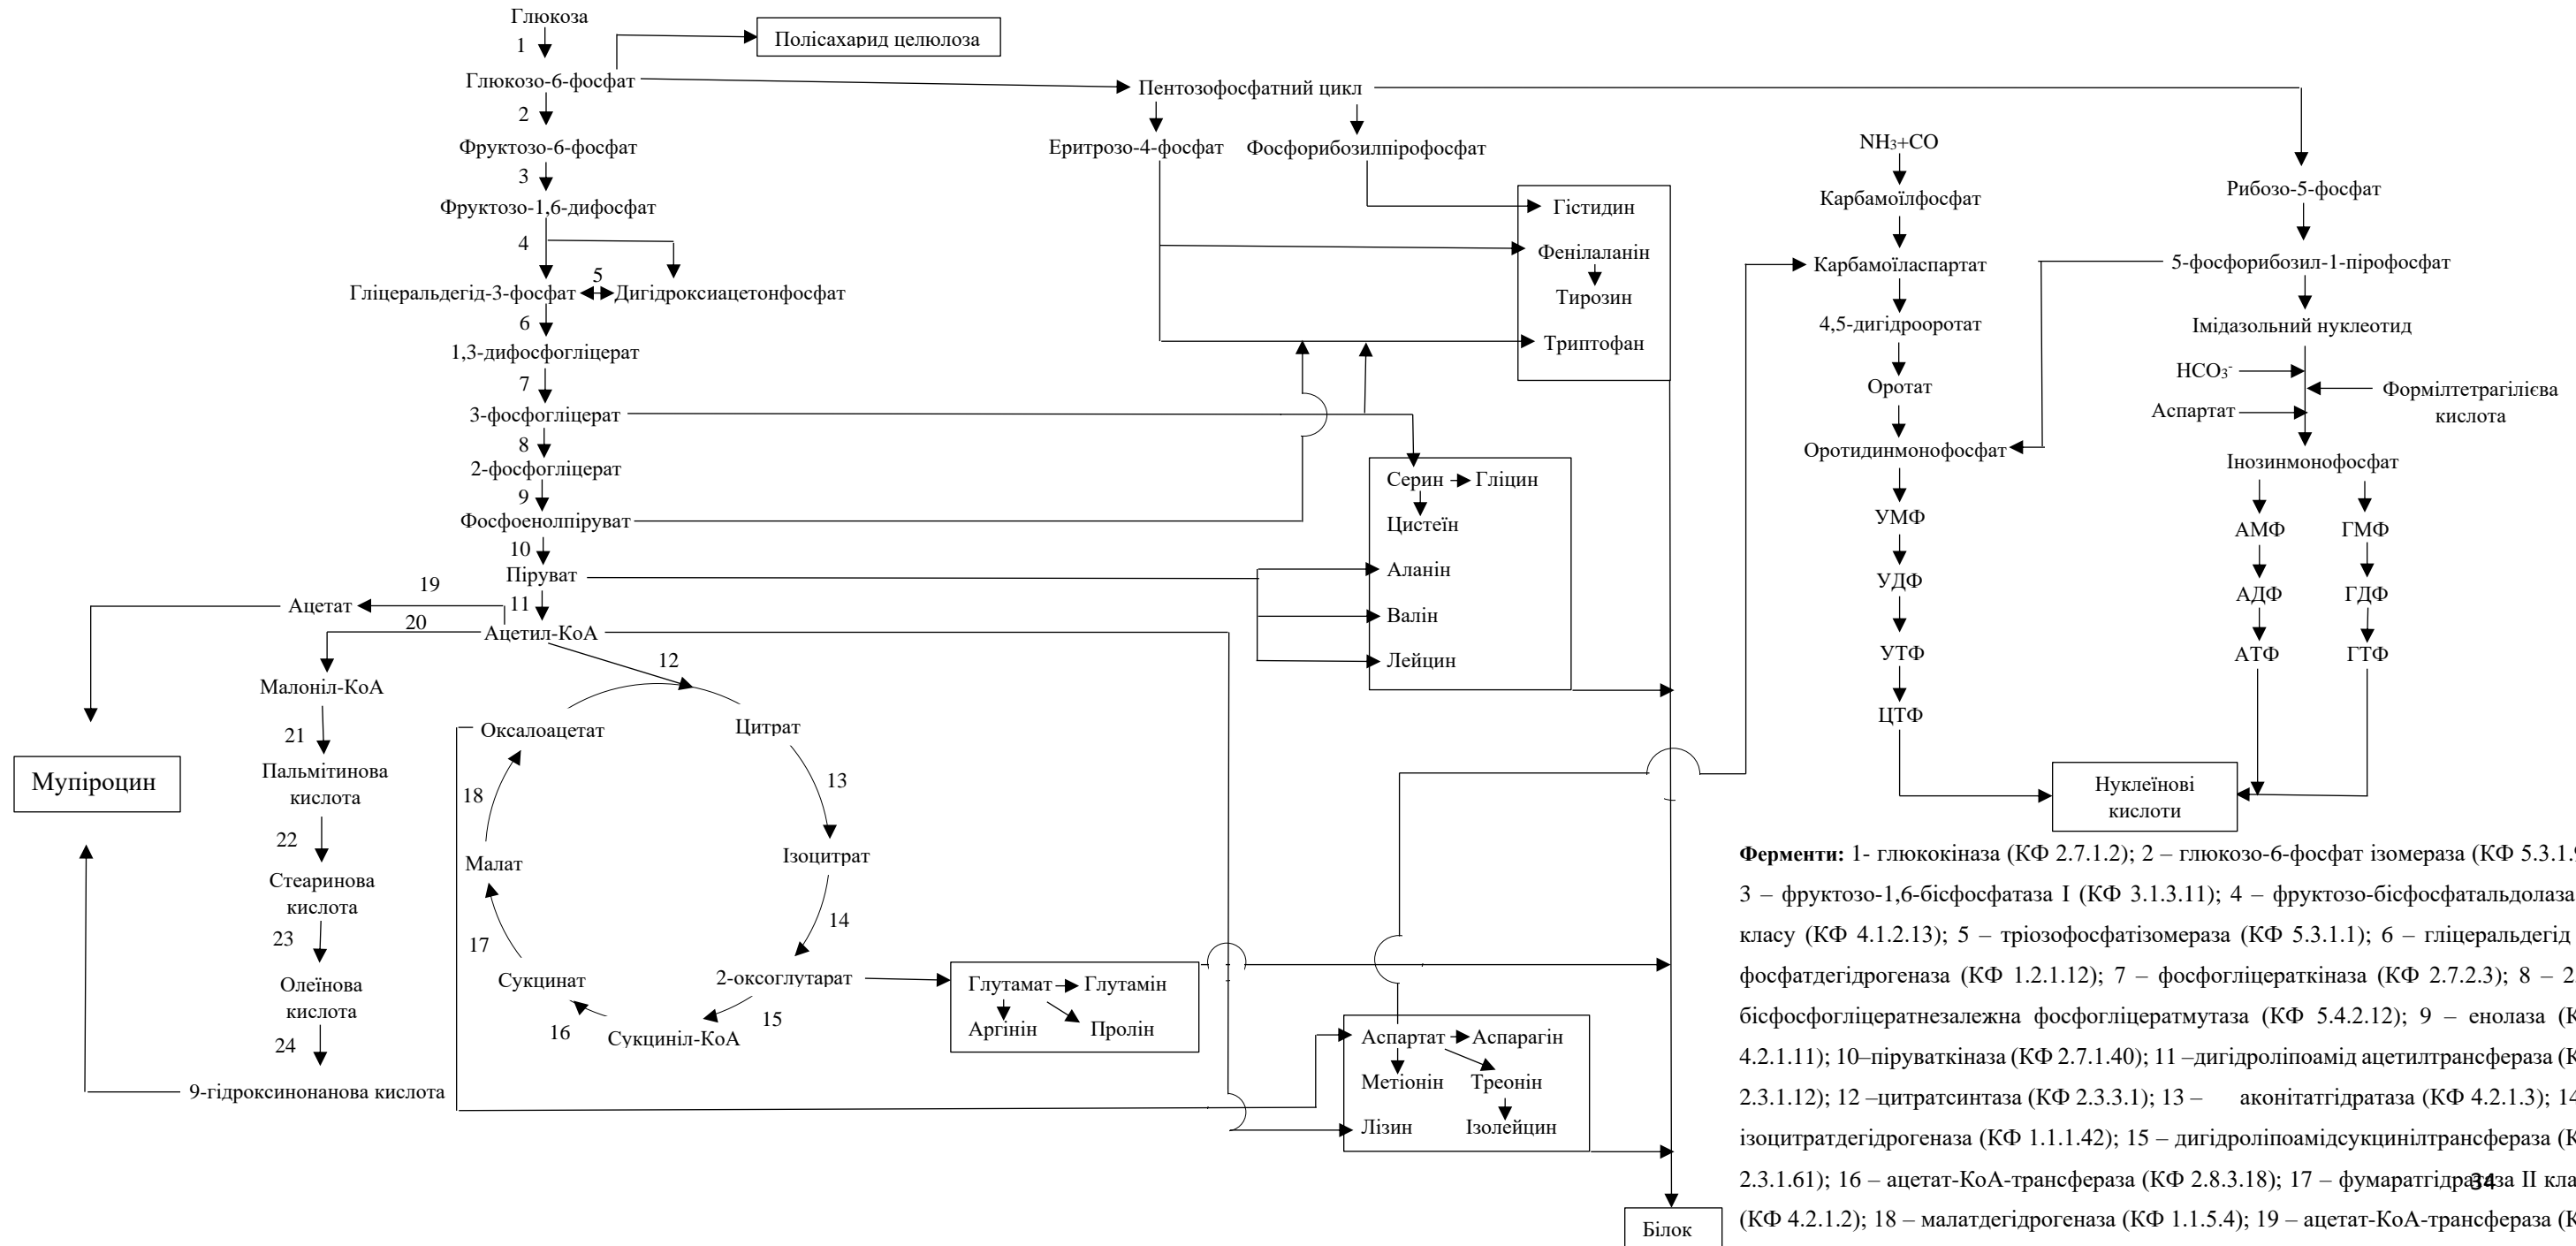 Глюкоза
1
Полісахарид целюлоза
Глюкозо-6-фосфат
Пентозофосфатний цикл
2
Фруктозо-6-фосфат
Еритрозо-4-фосфат
Фосфорибозилпірофосфат
NH3+CO
3
Рибозо-5-фосфат
Фруктозо-1,6-дифосфат
Гістидин
Карбамоїлфосфат
4
Фенілаланін
5
Карбамоїласпартат
5-фосфорибозил-1-пірофосфат
Гліцеральдегід-3-фосфат
Дигідроксиацетонфосфат
Тирозин
6
4,5-дигідрооротат
Імідазольний нуклеотид
1,3-дифосфогліцерат
Триптофан
7
Оротат
HCO3-
Формілтетрагілієва
кислота
3-фосфогліцерат
Аспартат
8
Оротидинмонофосфат
Інозинмонофосфат
2-фосфогліцерат
Серин
Гліцин
9
Фосфоенолпіруват
Цистеїн
УМФ
АМФ
ГМФ
10
Піруват
Аланін
УДФ
АДФ
ГДФ
19
Ацетат
11
Валін
20
Ацетил-КоА
12
Лейцин
УТФ
АТФ
ГТФ
Малоніл-КоА
ЦТФ
21
Оксалоацетат
Цитрат
Мупіроцин
Пальмітинова
кислота
18
13
Нуклеїнові
кислоти
22
Малат
Ізоцитрат
Стеаринова
кислота
14
23
17
Олеїнова
кислота
Сукцинат
2-оксоглутарат
Глутамат
Глутамін
15
Аргінін
Пролін
24
16
Сукциніл-КоА
Аспартат
Аспарагін
Метіонін
Треонін
9-гідроксинонанова кислота
Лізин
Ізолейцин
Білок
Ферменти: 1- глюкокіназа (КФ 2.7.1.2); 2 – глюкозо-6-фосфат ізомераза (КФ 5.3.1.9
3 – фруктозо-1,6-бісфосфатаза I (КФ 3.1.3.11); 4 – фруктозо-бісфосфатальдолаза
класу (КФ 4.1.2.13); 5 – тріозофосфатізомераза (КФ 5.3.1.1); 6 – гліцеральдегід
фосфатдегідрогеназа (КФ 1.2.1.12); 7 – фосфогліцераткіназа (КФ 2.7.2.3); 8 – 2.
бісфосфогліцератнезалежна фосфогліцератмутаза (КФ 5.4.2.12); 9 – енолаза (К
4.2.1.11); 10–піруваткіназа (КФ 2.7.1.40); 11 –дигідроліпоамід ацетилтрансфераза (К
2.3.1.12); 12 –цитратсинтаза (КФ 2.3.3.1); 13 – аконітатгідратаза (КФ 4.2.1.3); 14
ізоцитратдегідрогеназа (КФ 1.1.1.42); 15 – дигідроліпоамідсукцинілтрансфераза (К
2.3.1.61); 16 – ацетат-КоА-трансфераза (КФ 2.8.3.18); 17 – фумаратгідратаза II кла
34
(КФ 4.2.1.2); 18 – малатдегідрогеназа (КФ 1.1.5.4); 19 – ацетат-КоА-трансфераза (К